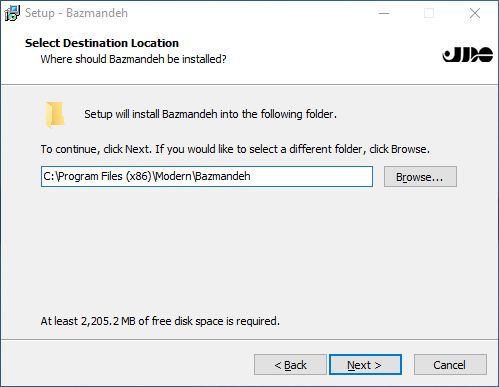 Setup - Bazmandeh
Select Destination Location
Where should Bazmandeh be installed?
Setup will install Bazmandeh into the following folder.
To continue, click Next. If you would like to select a different folder, click Browse.
C:\Program Files (x86)\Modern\Bazmandeh
Browse...
At least 2,205.2 MB of free disk space is required.
< Back
Next >
Cancel